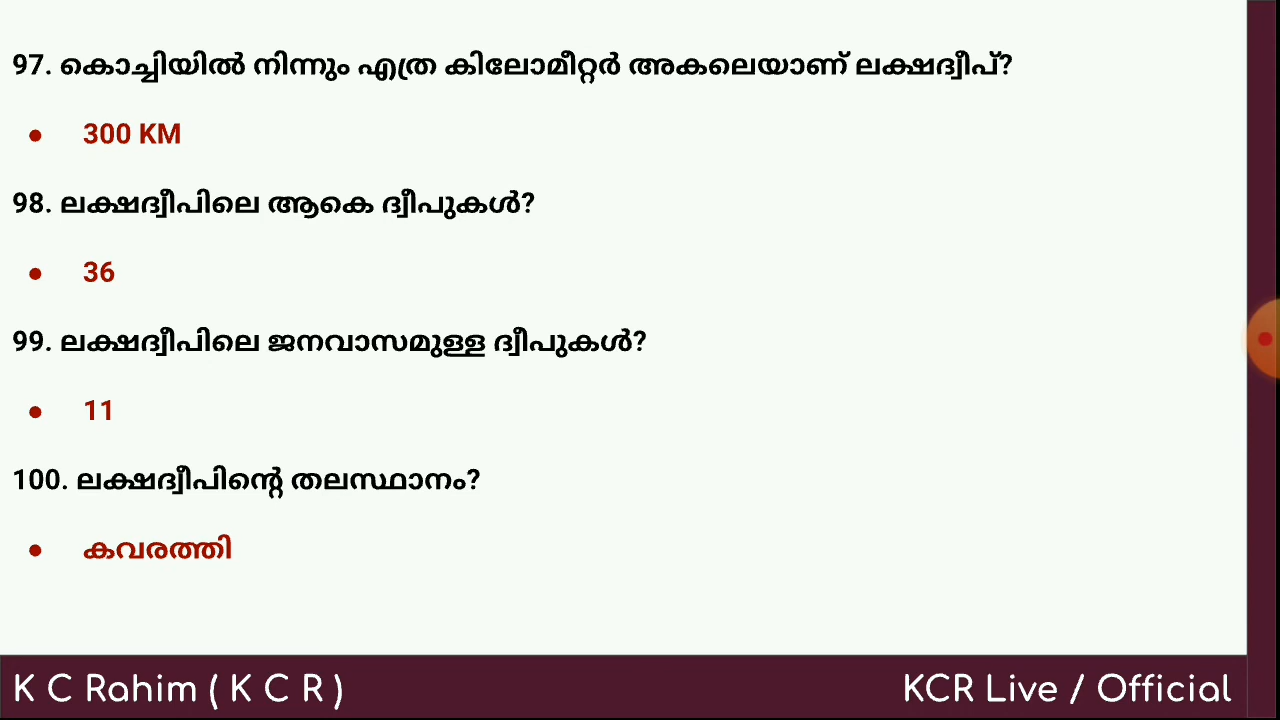 97. കൊച്ചിയിൽ നിന്നും എത്ര കിലോമീറ്റർ അകലെയാണ് ലക്ഷദ്വീപ്?
• 300 KM
98. ലക്ഷദ്വീപിലെ ആകെ ദ്വീപുകൾ?
• 36
99. ലക്ഷദ്വീപിലെ ജനവാസമുള്ള ദ്വീപുകൾ?
• 11
100. ലക്ഷദ്വീപിന്റെ തലസ്ഥാനം?
• കവരത്തി
K C Rahim ( K C R ) KCR Live / Official